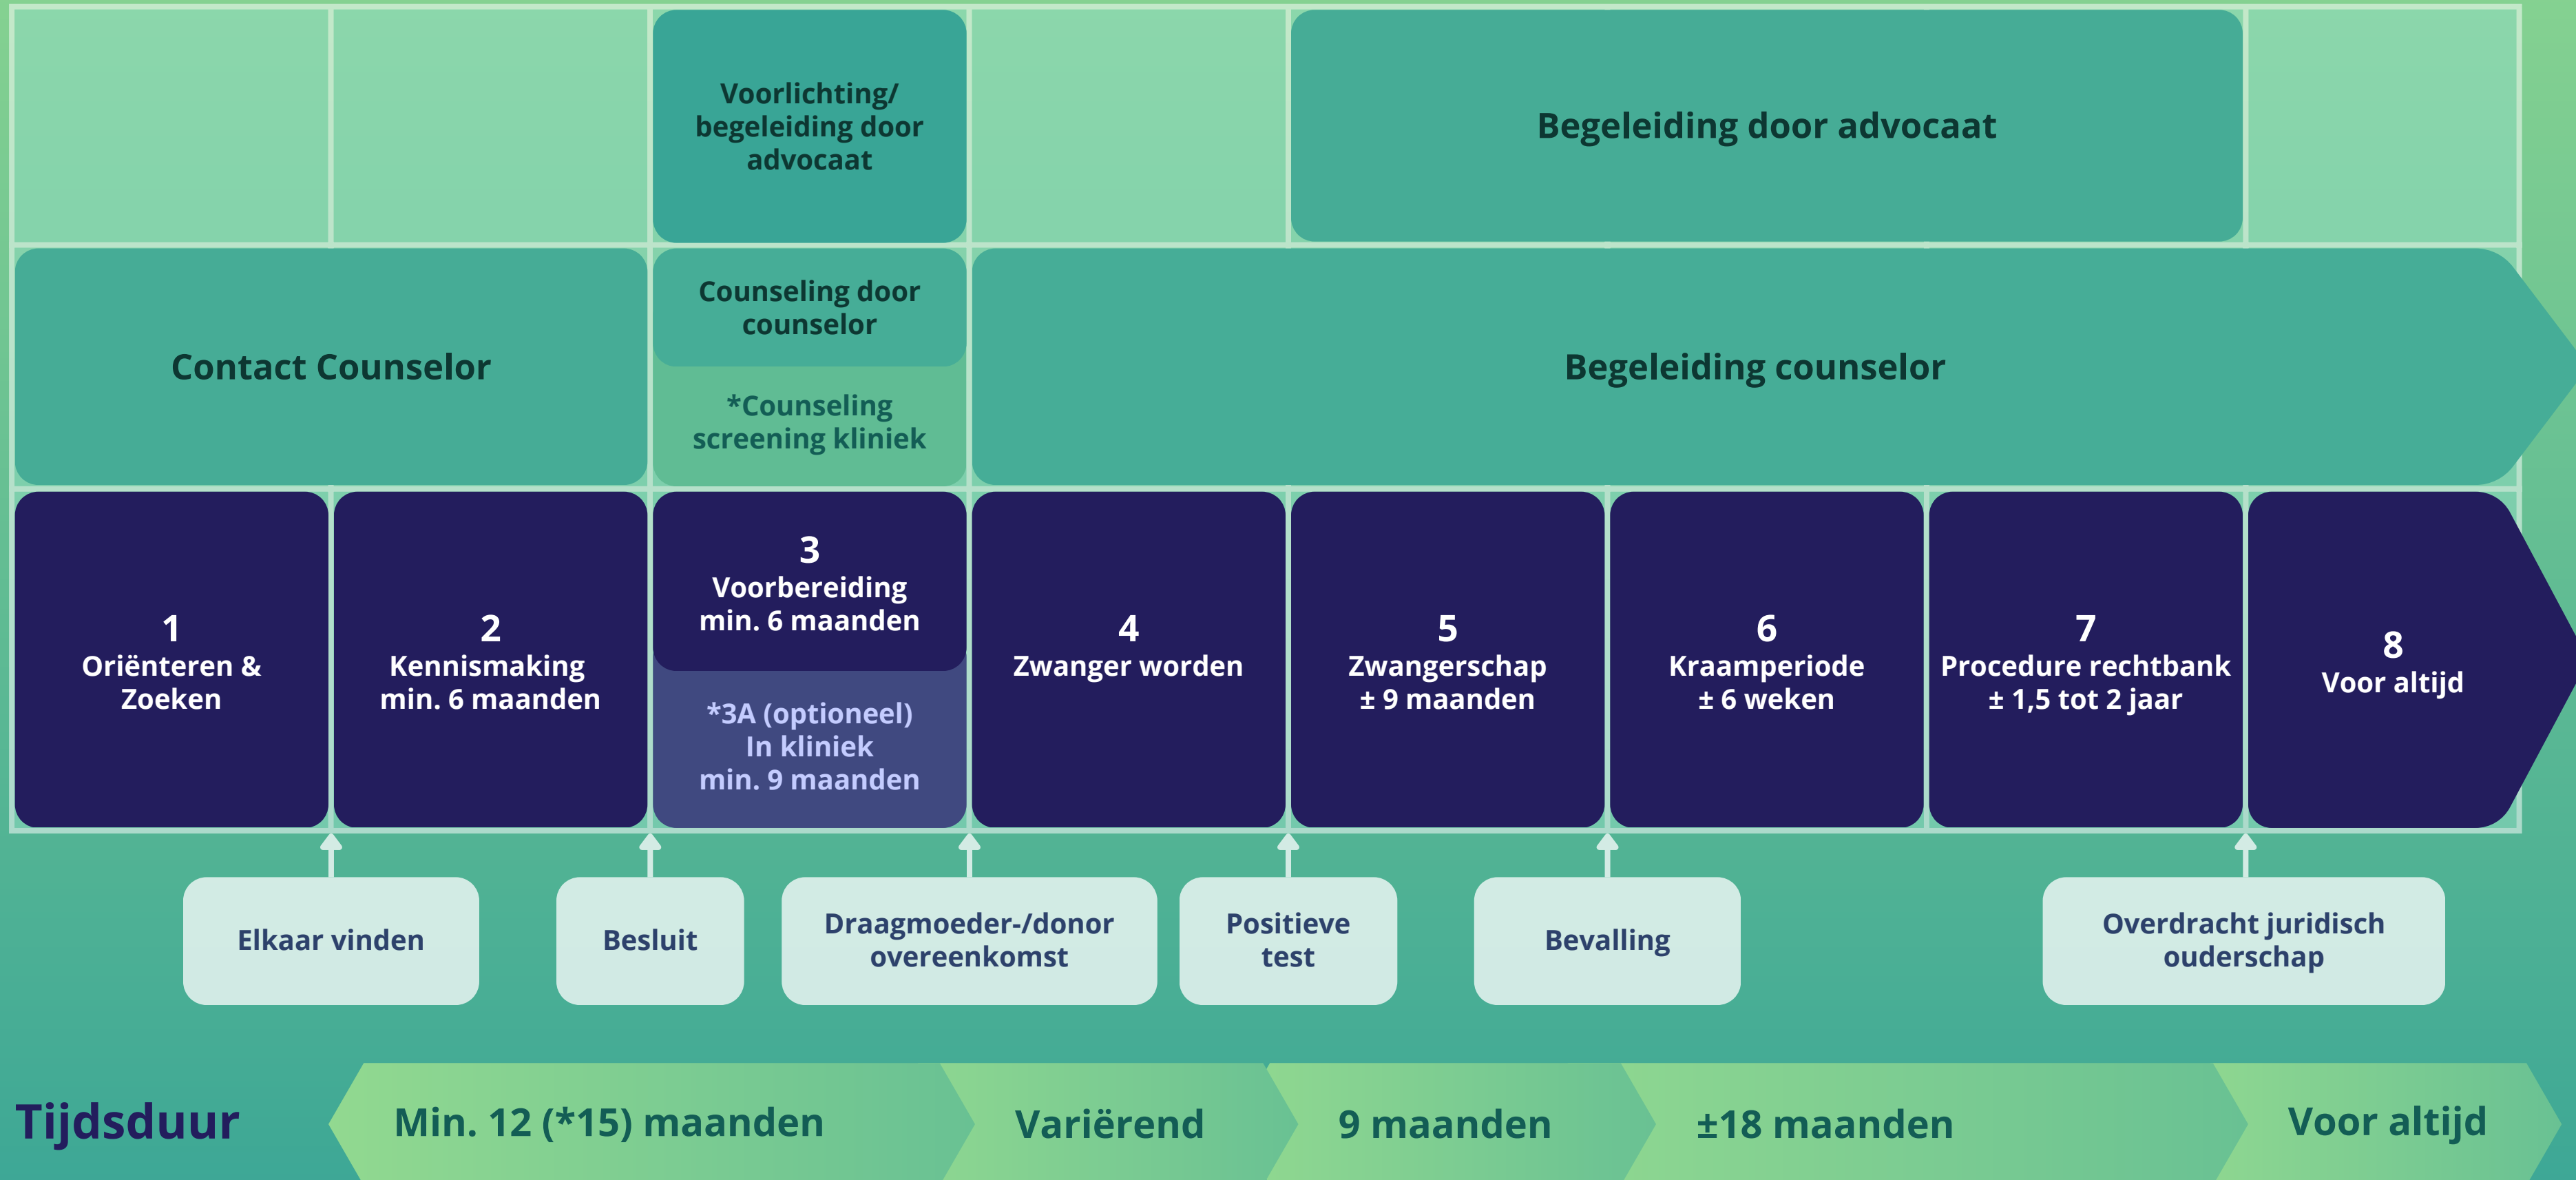 Voorlichting/
begeleiding door
advocaat
Begeleiding door advocaat
Contact Counselor
Counseling door
counselor
*Counseling
screening kliniek
Begeleiding counselor
1
Oriënteren &
Zoeken
2
Kennismaking
min. 6 maanden
3
Voorbereiding
min. 6 maanden
*3A (optioneel)
In kliniek
min. 9 maanden
4
Zwanger worden
5
Zwangerschap
± 9 maanden
6
Kraamperiode
± 6 weken
7
Procedure rechtbank
± 1,5 tot 2 jaar
8
Voor altijd
Elkaar vinden
Besluit
Draagmoeder-/donor
overeenkomst
Positieve
test
Bevalling
Overdracht juridisch
ouderschap
Tijdsduur
Min. 12 (*15) maanden
Variërend
9 maanden
±18 maanden
Voor altijd